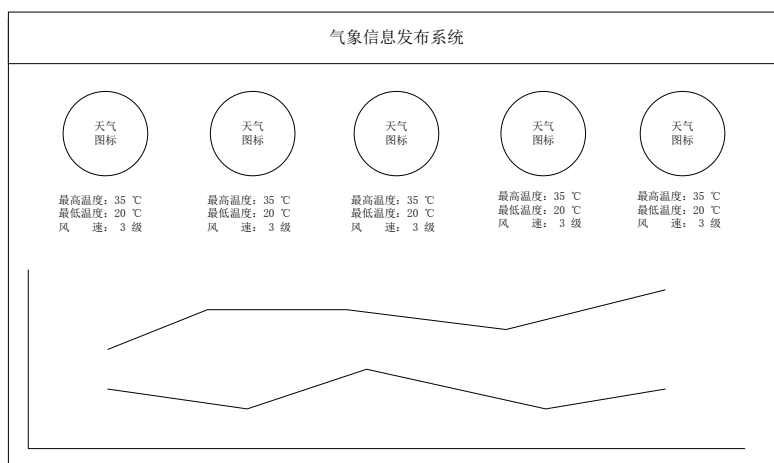 气象信息发布系统
天气
图标
天气
图标
天气
图标
天气
图标
天气
图标
最高温度：35 ℃
最低温度：20 ℃
风　　速： 3 级
最高温度：35 ℃
最低温度：20 ℃
风　　速： 3 级
最高温度：35 ℃
最低温度：20 ℃
风　　速： 3 级
最高温度：35 ℃
最低温度：20 ℃
风　　速： 3 级
最高温度：35 ℃
最低温度：20 ℃
风　　速： 3 级